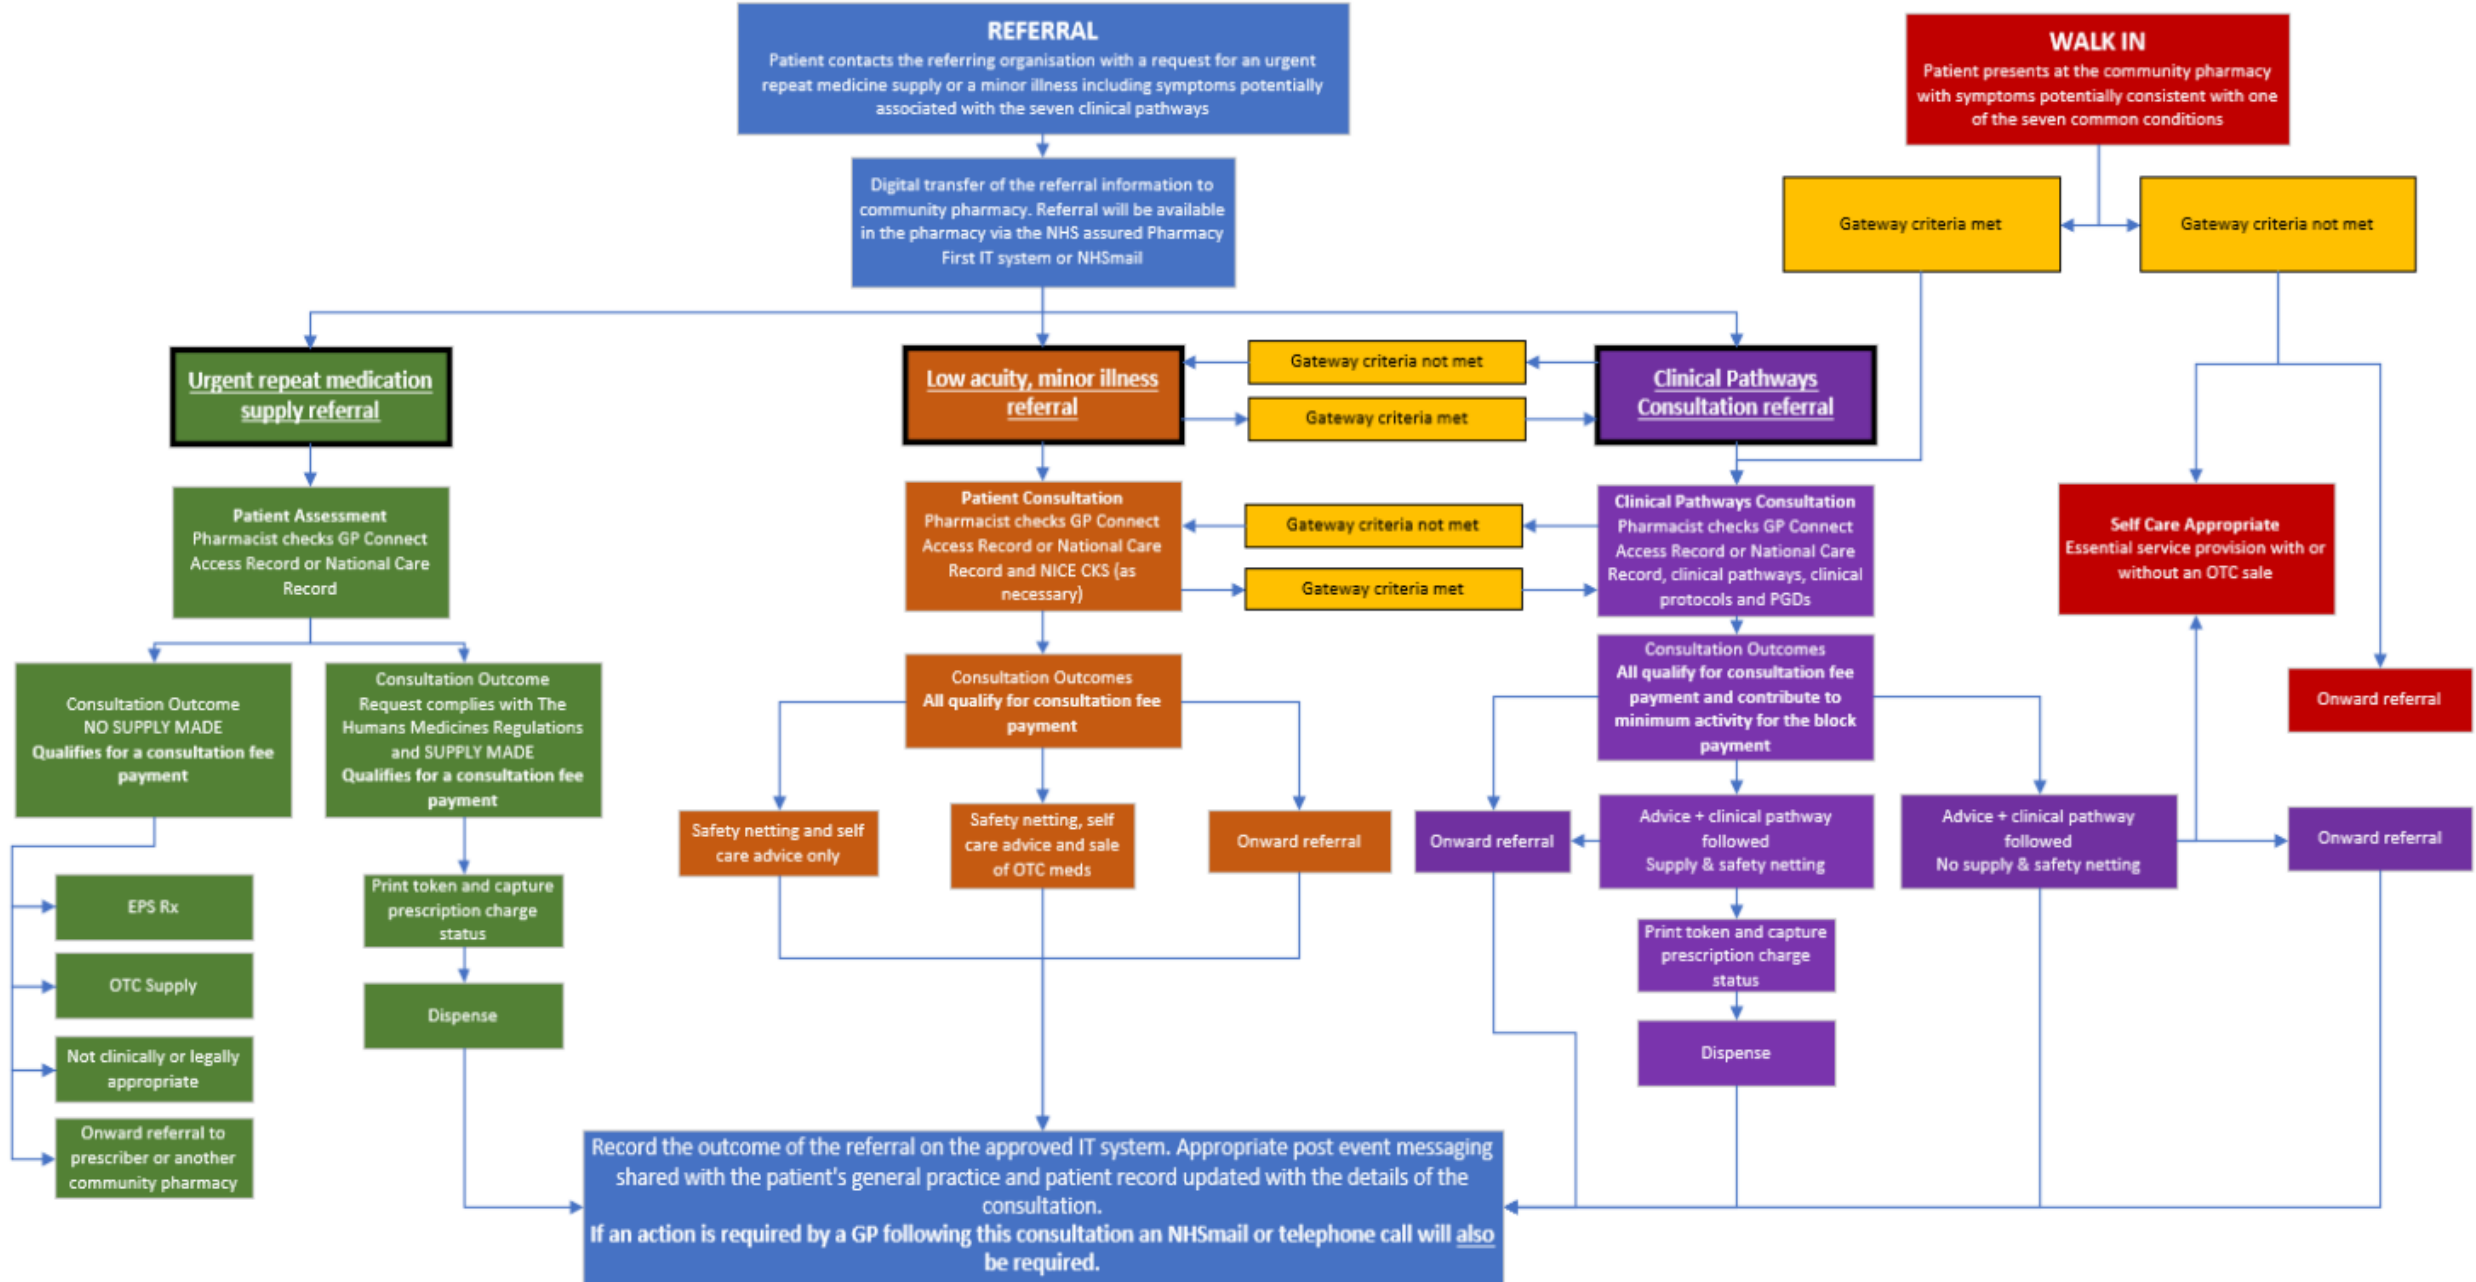 REFERRAL
Patient contacts the referring organisation with a request for an urgent
repeat medicine supply or a minor illness including symptoms potentially
associated with the seven clinical pathways
WALK IN
Patient presents at the community pharmacy
with symptoms potentially consistent with one
of the seven common conditions
Digital transfer of the referral information to
community pharmacy. Referral will be available
in the pharmacy via the NHS assured Pharmacy
First IT system or NHSmail
Gateway criteria met
Gateway criteria not met
Urgent repeat medication
supply referral
Low acuity, minor illness
referral
Gateway criteria not met
Gateway criteria met
Clinical Pathways
Consultation referral
Patient Assessment
Pharmacist checks GP Connect
Access Record or National Care
Record
Patient Consultation
Pharmacist checks GP Connect
Access Record or National Care
Record and NICE CKS (as
necessary)
Gateway criteria not met
Gateway criteria met
Clinical Pathways Consultation
Pharmacist checks GP Connect
Access Record or National Care
Record, clinical pathways, clinical
protocols and PGDs
Self Care Appropriate
Essential service provision with or
without an OTC sale
Consultation Outcome
NO SUPPLY MADE
Qualifies for a consultation fee
payment
Consultation Outcome
Request complies with The
Humans Medicines Regulations
and SUPPLY MADE
Qualifies for a consultation fee
payment
Consultation Outcomes
All qualify for consultation fee
payment
Consultation Outcomes
All qualify for consultation fee
payment and contribute to
minimum activity for the block
payment
Onward referral
Safety netting and self
care advice only
Safety netting, self
care advice and sale
of OTC meds
Onward referral
Onward referral
Advice + clinical pathway
followed
Supply & safety netting
Advice + clinical pathway
followed
No supply & safety netting
Onward referral
EPS Rx
OTC Supply
Not clinically or legally
appropriate
Onward referral to
prescriber or another
community pharmacy
Print token and capture
prescription charge
status
Dispense
Print token and capture
prescription charge
status
Dispense
Record the outcome of the referral on the approved IT system. Appropriate post event messaging
shared with the patient's general practice and patient record updated with the details of the
consultation.
If an action is required by a GP following this consultation an NHSmail or telephone call will also
be required.